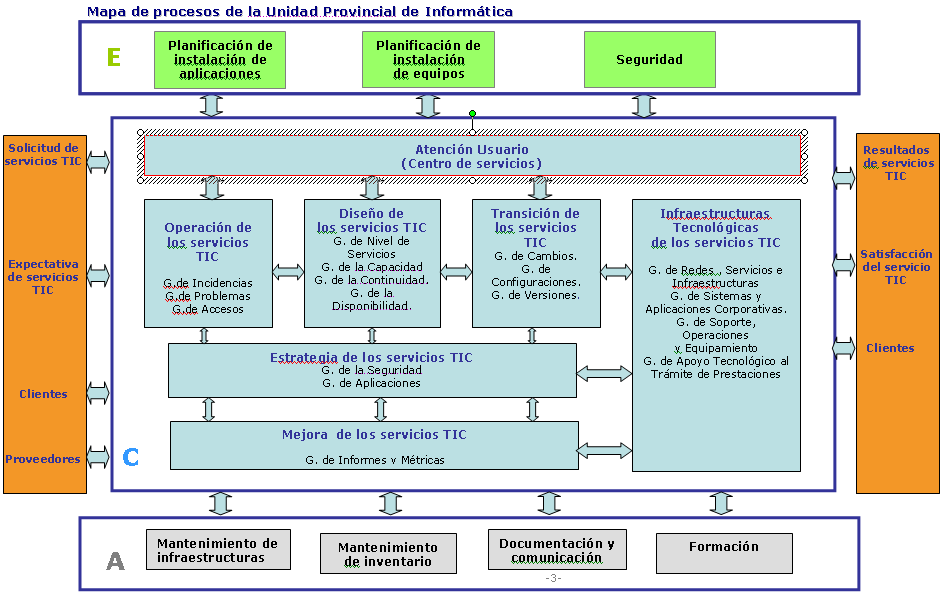 Mapa de procesos de la Unidad Provincial de Informática
E
Planificación de
instalación de
aplicaciones
Planificación de
instalación
de equipos
Seguridad
Solicitud de
servicios TIC
Expectativa
de servicios
TIC
Clientes
Proveedores
C
Atención Usuario
(Centro de servicios)
Operación de
los servicios
TIC
G.de Incidencias
G.de Problemas
G.de Accesos
Diseño de
los servicios TIC
G. de Nivel de
Servicios
G. de la Capacidad
G. de la Continuidad.
G. de la
Disponibilidad.
Transición de
los servicios
TIC
G. de Cambios.
G. de
Configuraciones.
G. de Versiones.
Infraestructuras
Tecnológicas
de los servicios TIC
G. de Redes , Servicios e
Infraestructuras
G. de Sistemas y
Aplicaciones Corporativas.
G. de Soporte,
Operaciones
y Equipamiento
G. de Apoyo Tecnológico al
Trámite de Prestaciones
Estrategia de los servicios TIC
G. de la Seguridad
G. de Aplicaciones
Mejora de los servicios TIC
G. de Informes y Métricas
Resultados
de servicios
TIC
Satisfacción
del servicio
TIC
Clientes
A
Mantenimiento de
infraestructuras
Mantenimiento
de inventario
Documentación y
comunicación
Formación
-3-